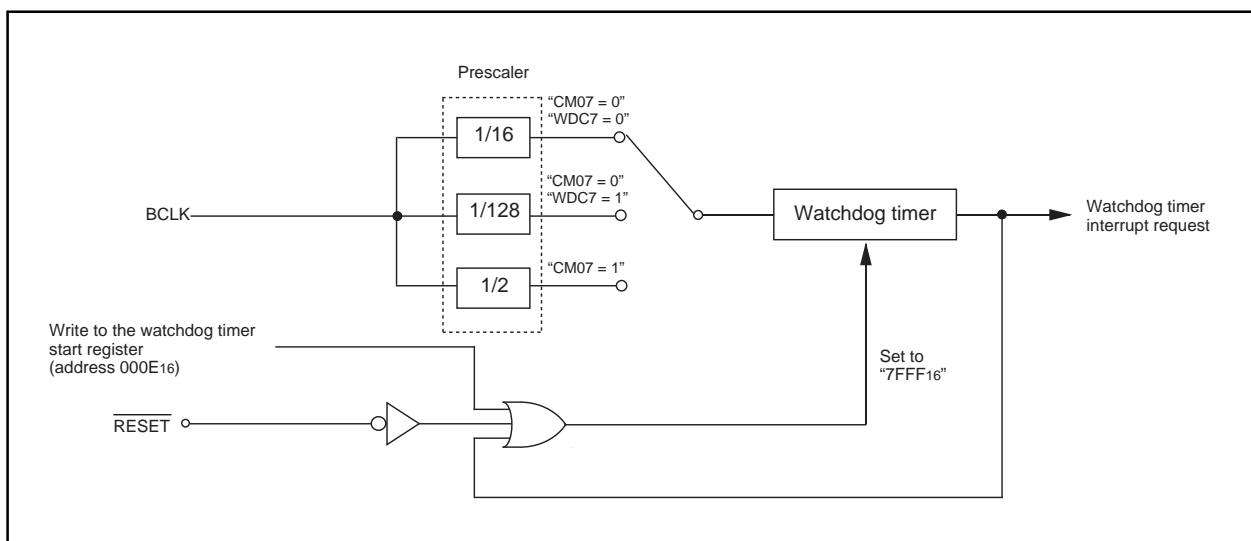 Prescaler
“CM07 = 0”
“WDC7 = 0”
1/16
“CM07 = 0”
“WDC7 = 1”
BCLK
1/128
Watchdog timer
Watchdog timer
interrupt request
“CM07 = 1”
1/2
Write to the watchdog timer
start register
(address 000E16)
Set to
“7FFF16”
RESET